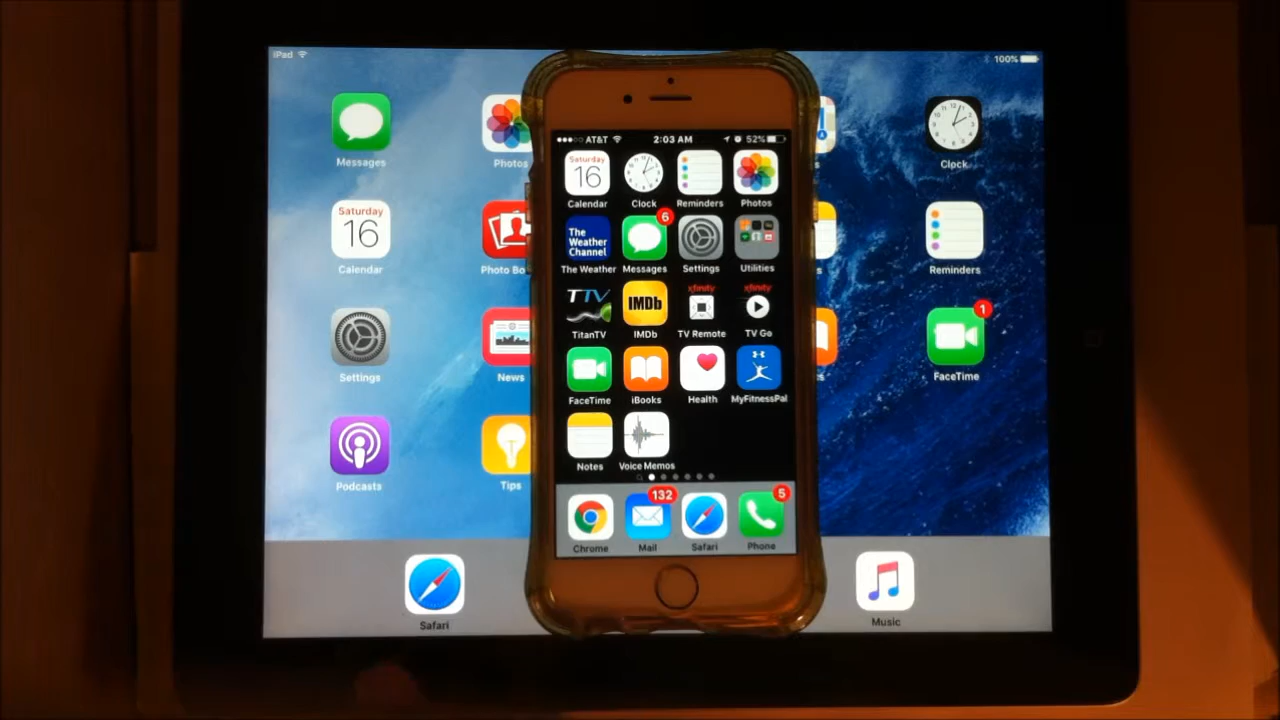 iPad
100%
Messages
Photos
Clock
Saturday
16
Calendar
Photo Bo
Reminders
Settings
News
1
FaceTime
Podcasts
Tips
Safari
Music
AT&T
2:03 AM
52%
Saturday
16
Calendar
Clock
Reminders
Photos
The
Weather
Channel
6
The Weather
Messages
Settings
Utilities
TTV
IMDb
xfinity
xfinity
TitanTV
IMDb
TV Remote
TV Go
FaceTime
iBooks
Health
MyFitnessPal
Notes
Voice Memos
132
5
Chrome
Mail
Safari
Phone